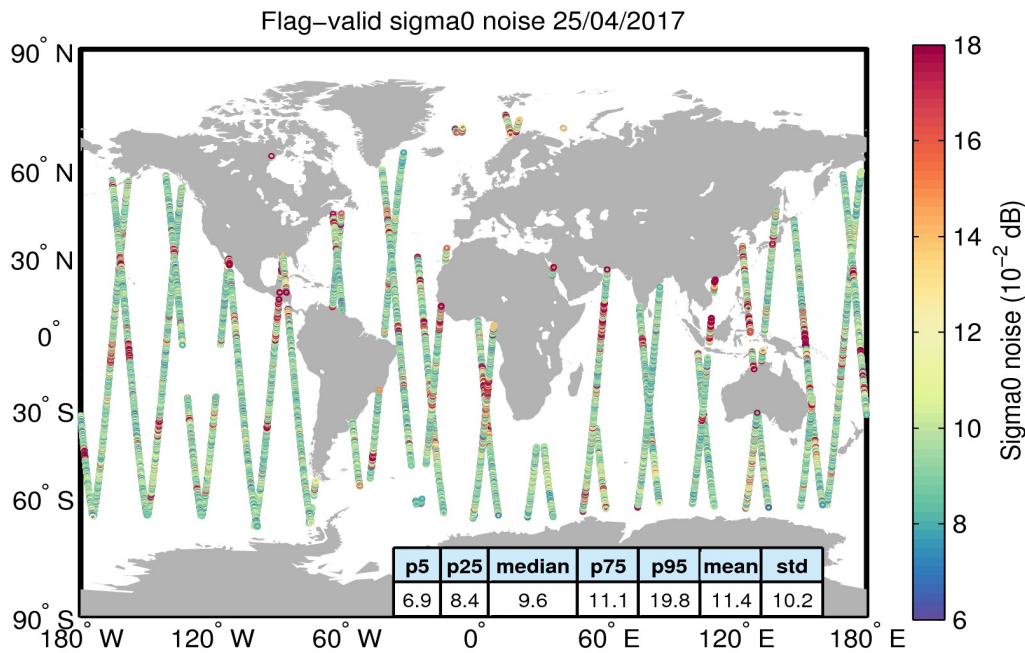 Flag−valid sigma0 noise 25/04/2017
90° N
60° N
30° N
0°
30° S
60° S
90° S
180° W
120° W
60° W
0°
60° E
120° E
180° E
p5 p25 median p75 p95 mean std
6.9 8.4 9.6 11.1 19.8 11.4 10.2
18
16
14
12
10
8
6
Sigma0 noise (10⁻² dB)